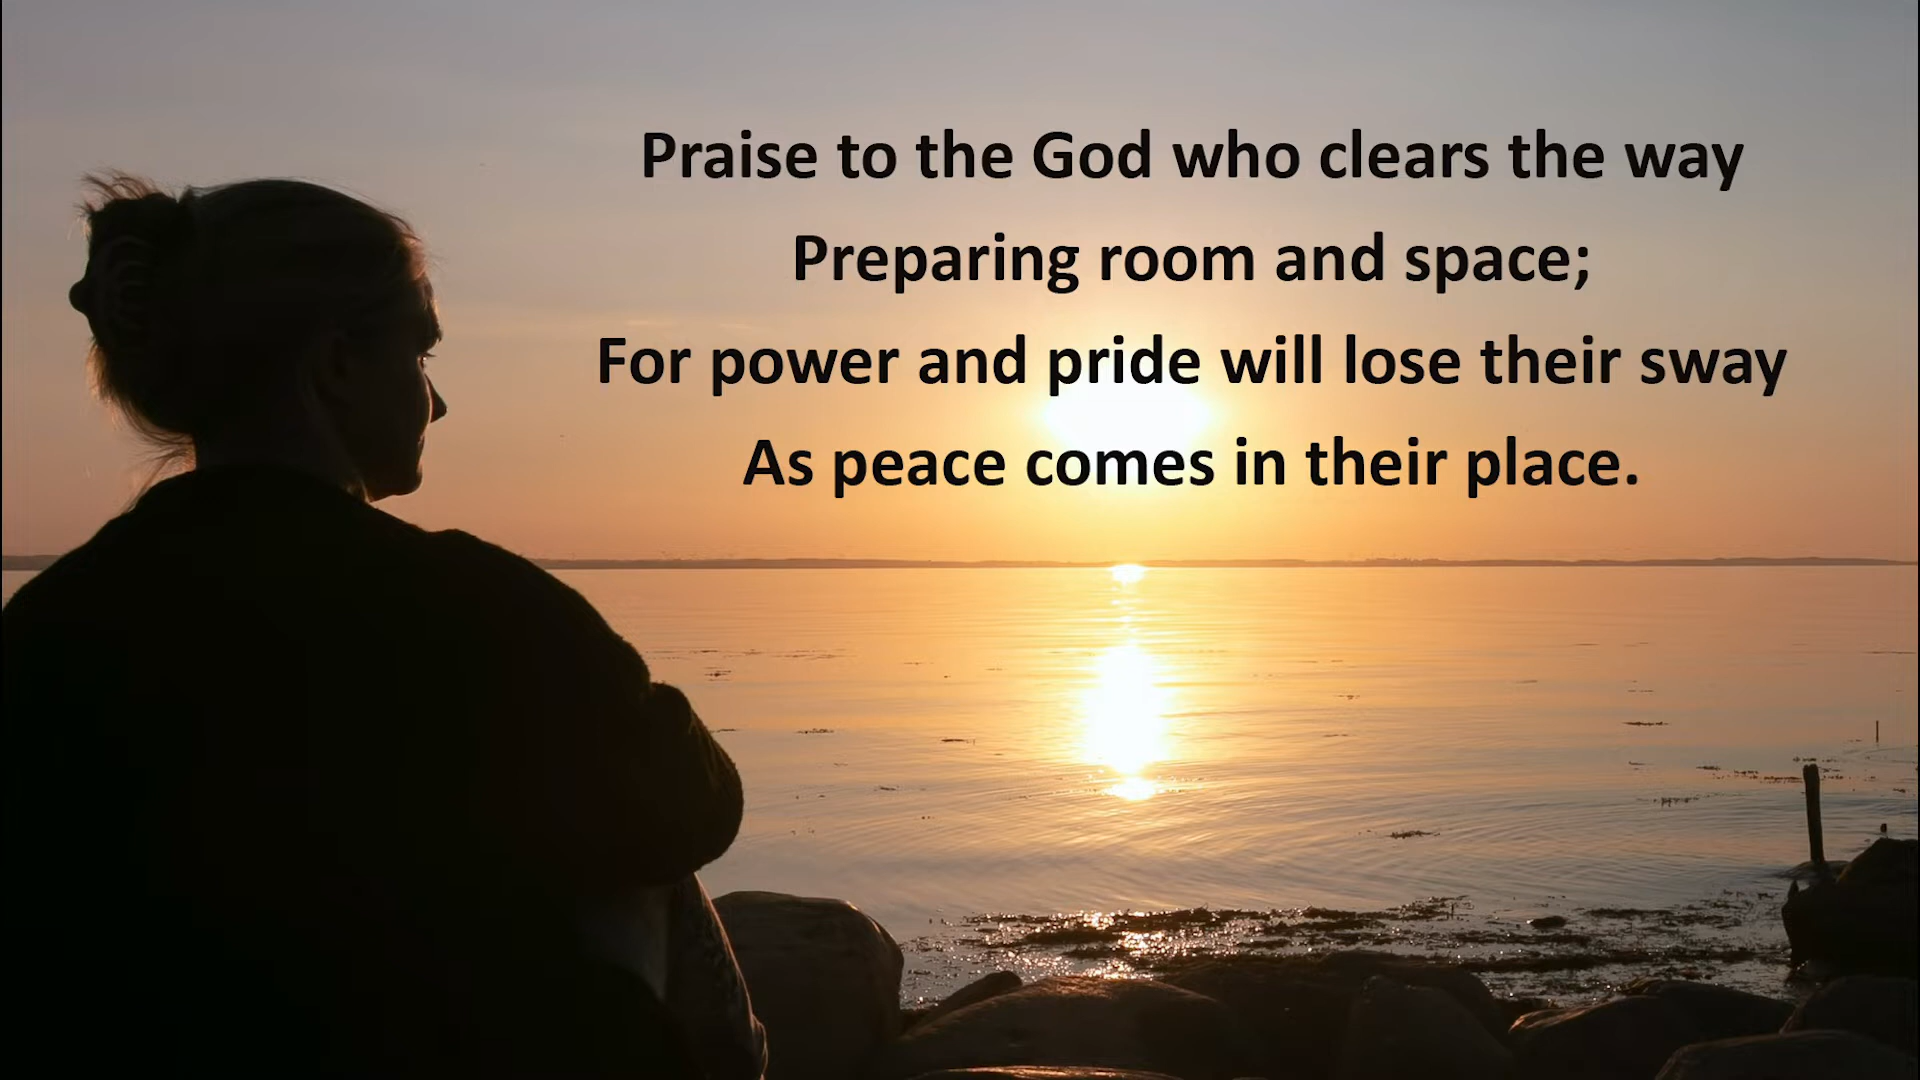 Praise to the God who clears the way
Preparing room and space;
For power and pride will lose their sway
As peace comes in their place.